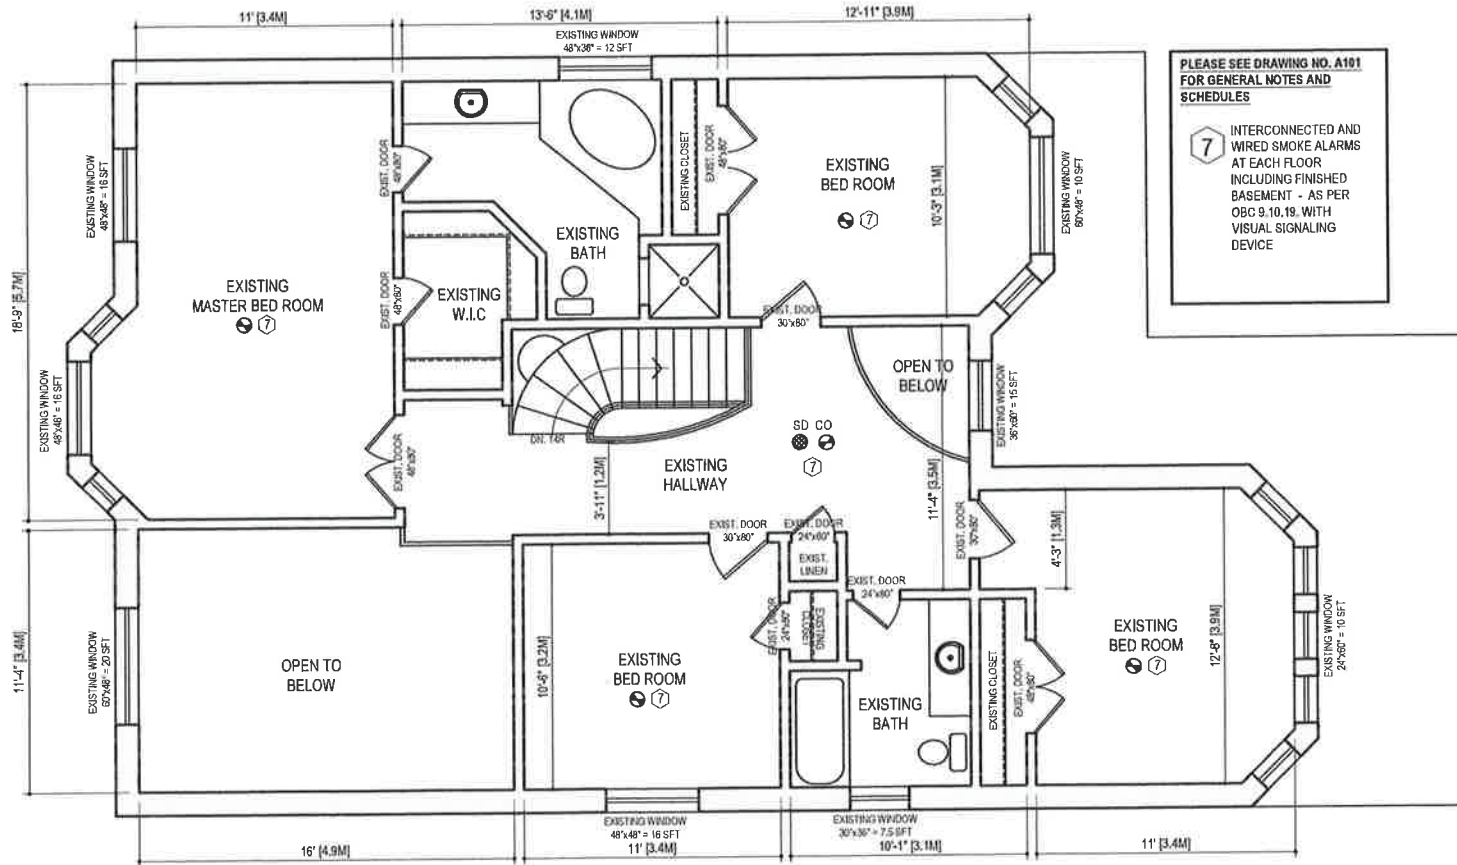 11' [3.4M]
13'-6" [4.1M]
12'-11" [3.9M]
EXISTING WINDOW
48"x36" = 12 SFT
PLEASE SEE DRAWING NO. A101
FOR GENERAL NOTES AND
SCHEDULES
7
INTERCONNECTED AND
WIRED SMOKE ALARMS
AT EACH FLOOR
INCLUDING FINISHED
BASEMENT - AS PER
OBC 9.10.19. WITH
VISUAL SIGNALING
DEVICE
EXISTING WINDOW
48"x48" = 16 SFT
EXIST. DOOR
48"x80"
EXISTING CLOSET
EXIST. DOOR
48"x80"
EXISTING
BED ROOM
7
10'-3" [3.1M]
EXISTING WINDOW
60"x48" = 10 SFT
EXISTING
BATH
18'-9" [5.7M]
EXISTING
MASTER BED ROOM
7
EXIST. DOOR
48"x80"
EXISTING
W.I.C
EXIST. DOOR
30"x80"
OPEN TO
BELOW
EXISTING WINDOW
36"x60" = 15 SFT
EXISTING WINDOW
48"x48" = 16 SFT
DN. 14R
SD CO
7
EXIST. DOOR
48"x80"
EXISTING
HALLWAY
3'-11" [1.2M]
11'-4" [3.5M]
EXIST. DOOR
30"x80"
EXIST. DOOR
24"x80"
EXIST. DOOR
30"x80"
4'-3" [1.3M]
EXIST.
LINEN
EXIST. DOOR
24"x80"
11'-4" [3.4M]
EXISTING WINDOW
60"x48" = 20 SFT
OPEN TO
BELOW
10'-6" [3.2M]
EXISTING
BED ROOM
7
EXIST. DOOR
24"x80"
EXISTING
CLOSET
EXISTING
BATH
EXISTING CLOSET
EXIST. DOOR
48"x80"
EXISTING
BED ROOM
7
12'-8" [3.9M]
EXISTING WINDOW
24"x60" = 10 SFT
EXISTING WINDOW
48"x48" = 16 SFT
EXISTING WINDOW
30"x36" = 7.5 SFT
16' [4.9M]
11' [3.4M]
10'-1" [3.1M]
11' [3.4M]